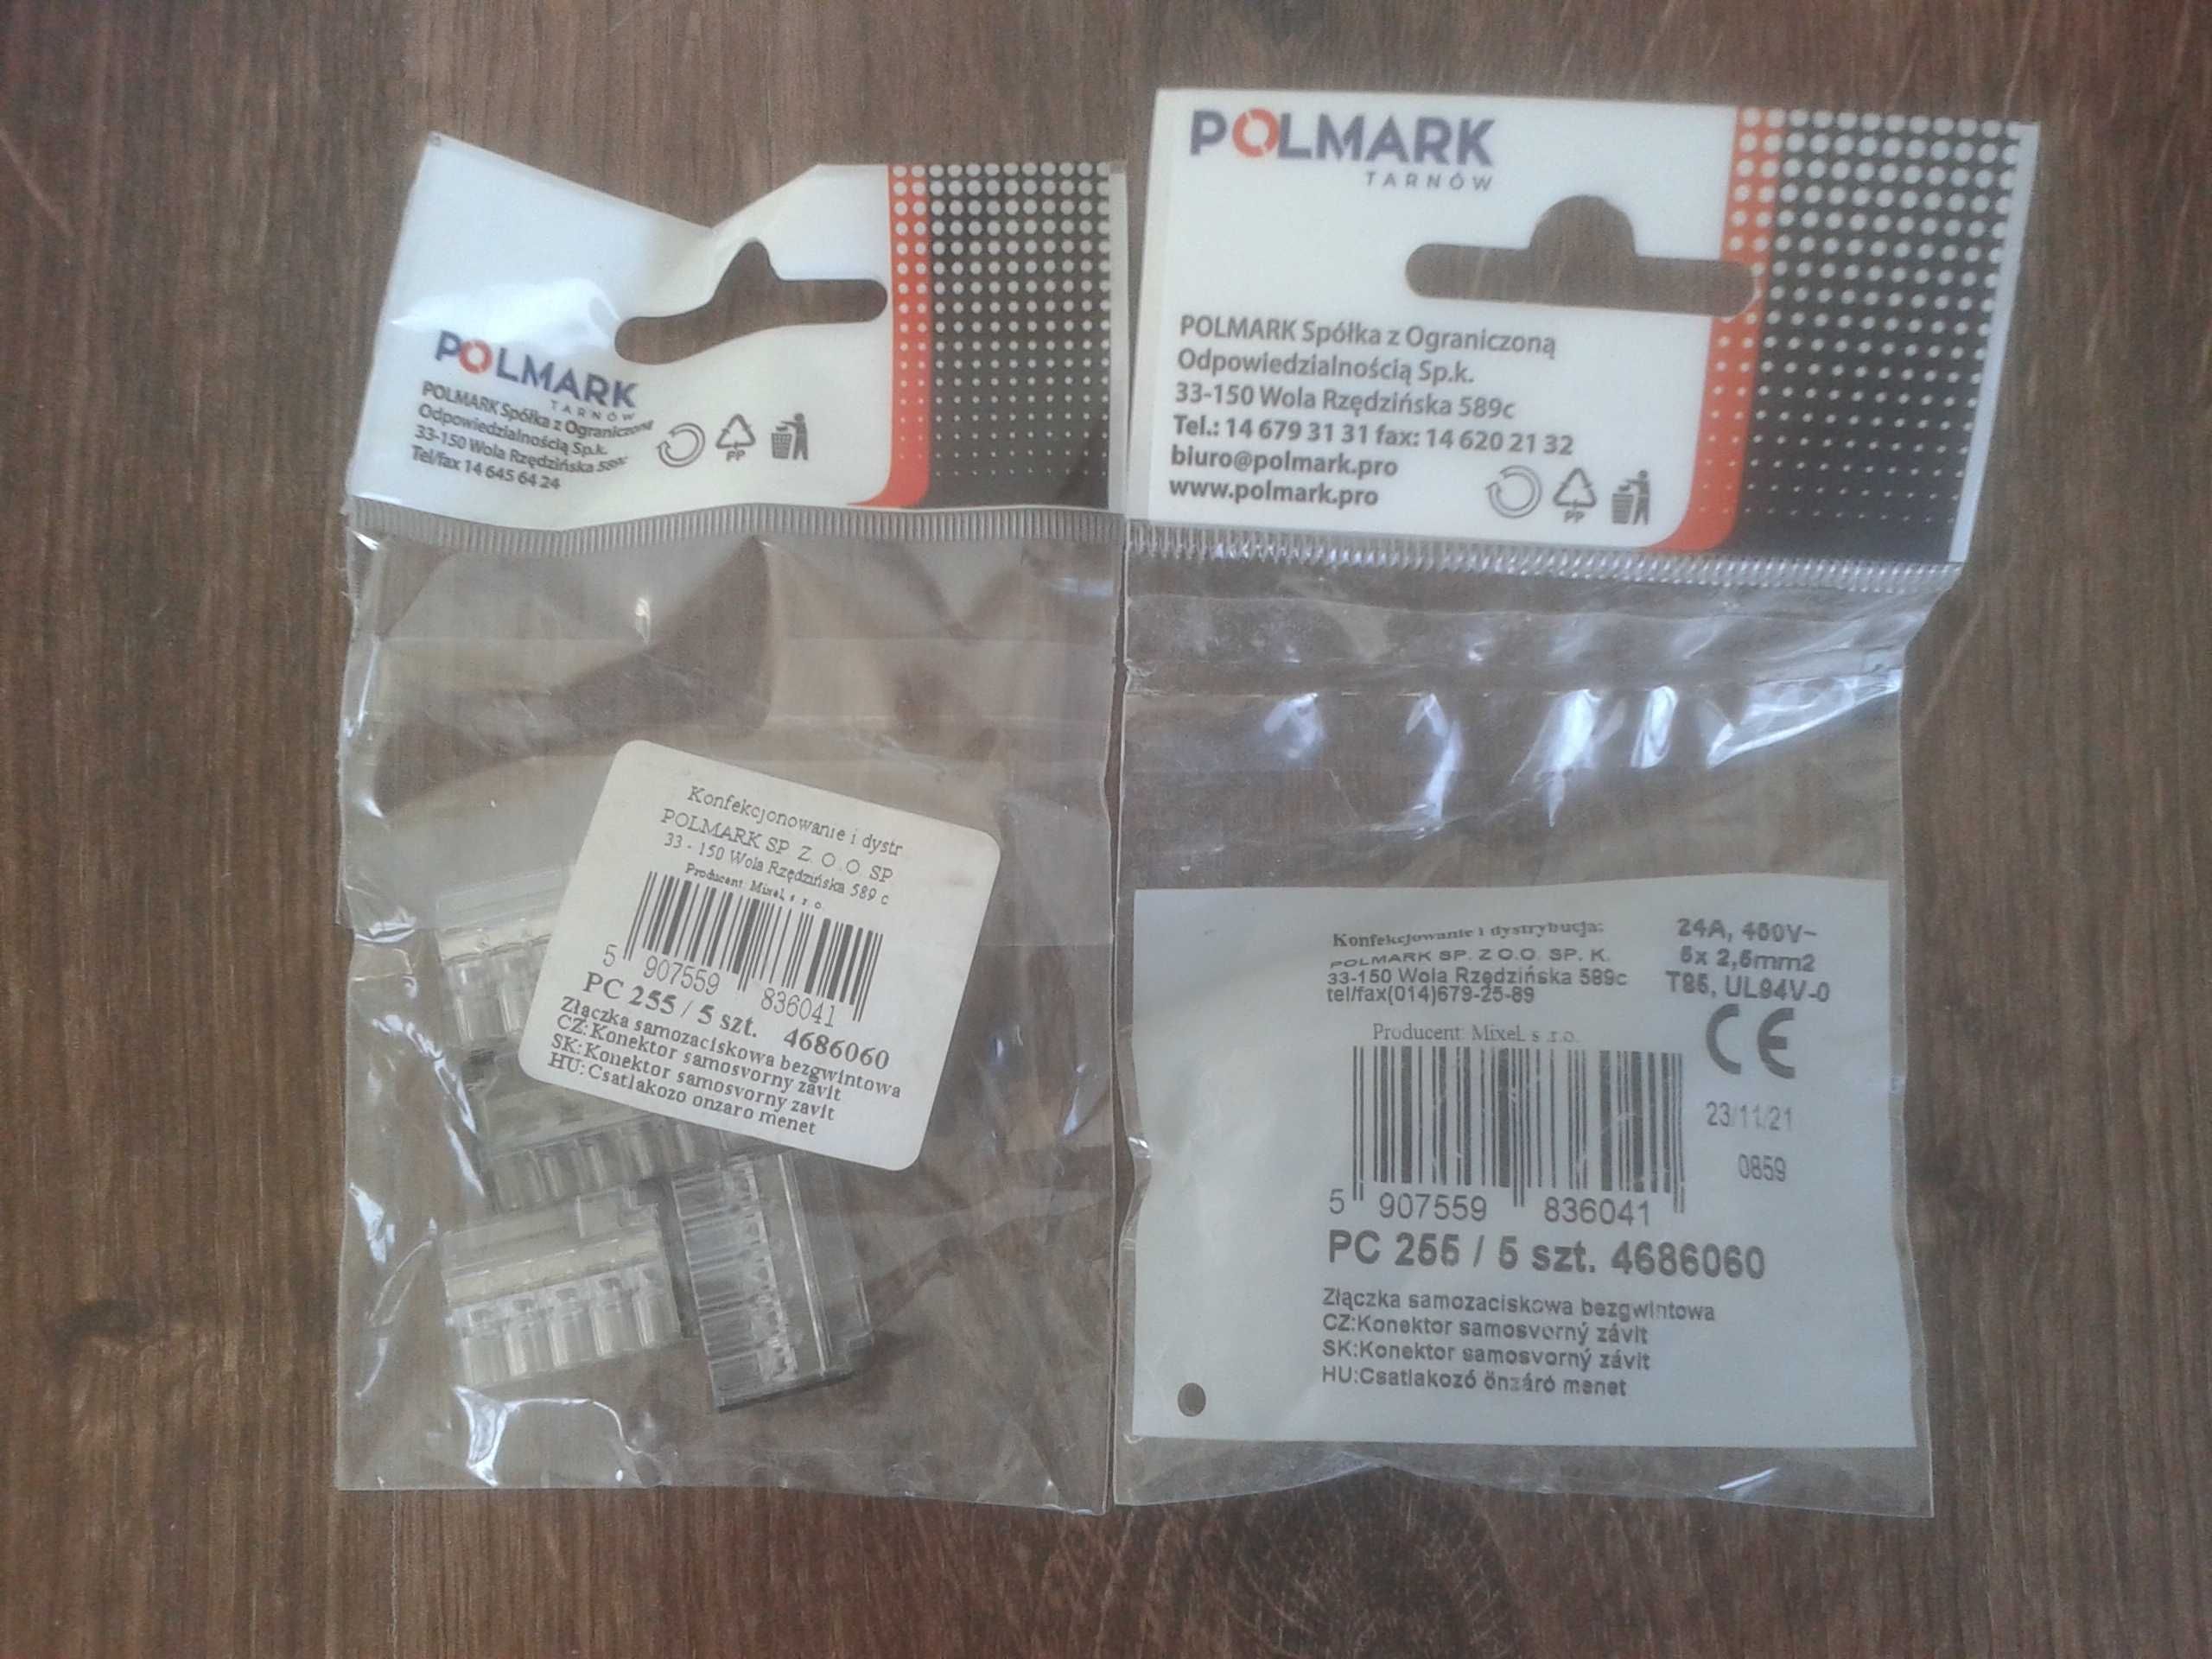 POLMARK
TARNÓW
POLMARK Spółka z Ograniczoną
Odpowiedzialnością Sp.k.
33-150 Wola Rzędzińska 589c
Tel/fax 14 645 64 24
PP
Konfekcjonowanie i dystr
POLMARK SP. Z. O. O. SP
33 - 150 Wola Rzędzińska 589 c
Producent: Mixel, s r o.
5 907559 836041
PC 255 / 5 szt. 4686060
Złączka samozaciskowa bezgwintowa
CZ:Konektor samosvorny závit
SK:Konektor samosvorny zavit
HU:Csatlakozo onzaro menet
POLMARK
TARNÓW
POLMARK Spółka z Ograniczoną
Odpowiedzialnością Sp.k.
33-150 Wola Rzędzińska 589c
Tel.: 14 679 31 31 fax: 14 620 21 32
biuro@polmark.pro
www.polmark.pro
PP
Konfekcjowanie i dystrybucja:
POLMARK SP. Z O.O. SP. K.
33-150 Wola Rzędzińska 589c
tel/fax(014)679-25-89
24A, 450V~
5x 2,5mm2
T85, UL94V-0
CE
Producent: Mixel, s .r.o.
23/11/21
0859
5 907559 836041
PC 255 / 5 szt. 4686060
Złączka samozaciskowa bezgwintowa
CZ:Konektor samosvorný závit
SK:Konektor samosvorný závit
HU:Csatlakozó önzáró menet